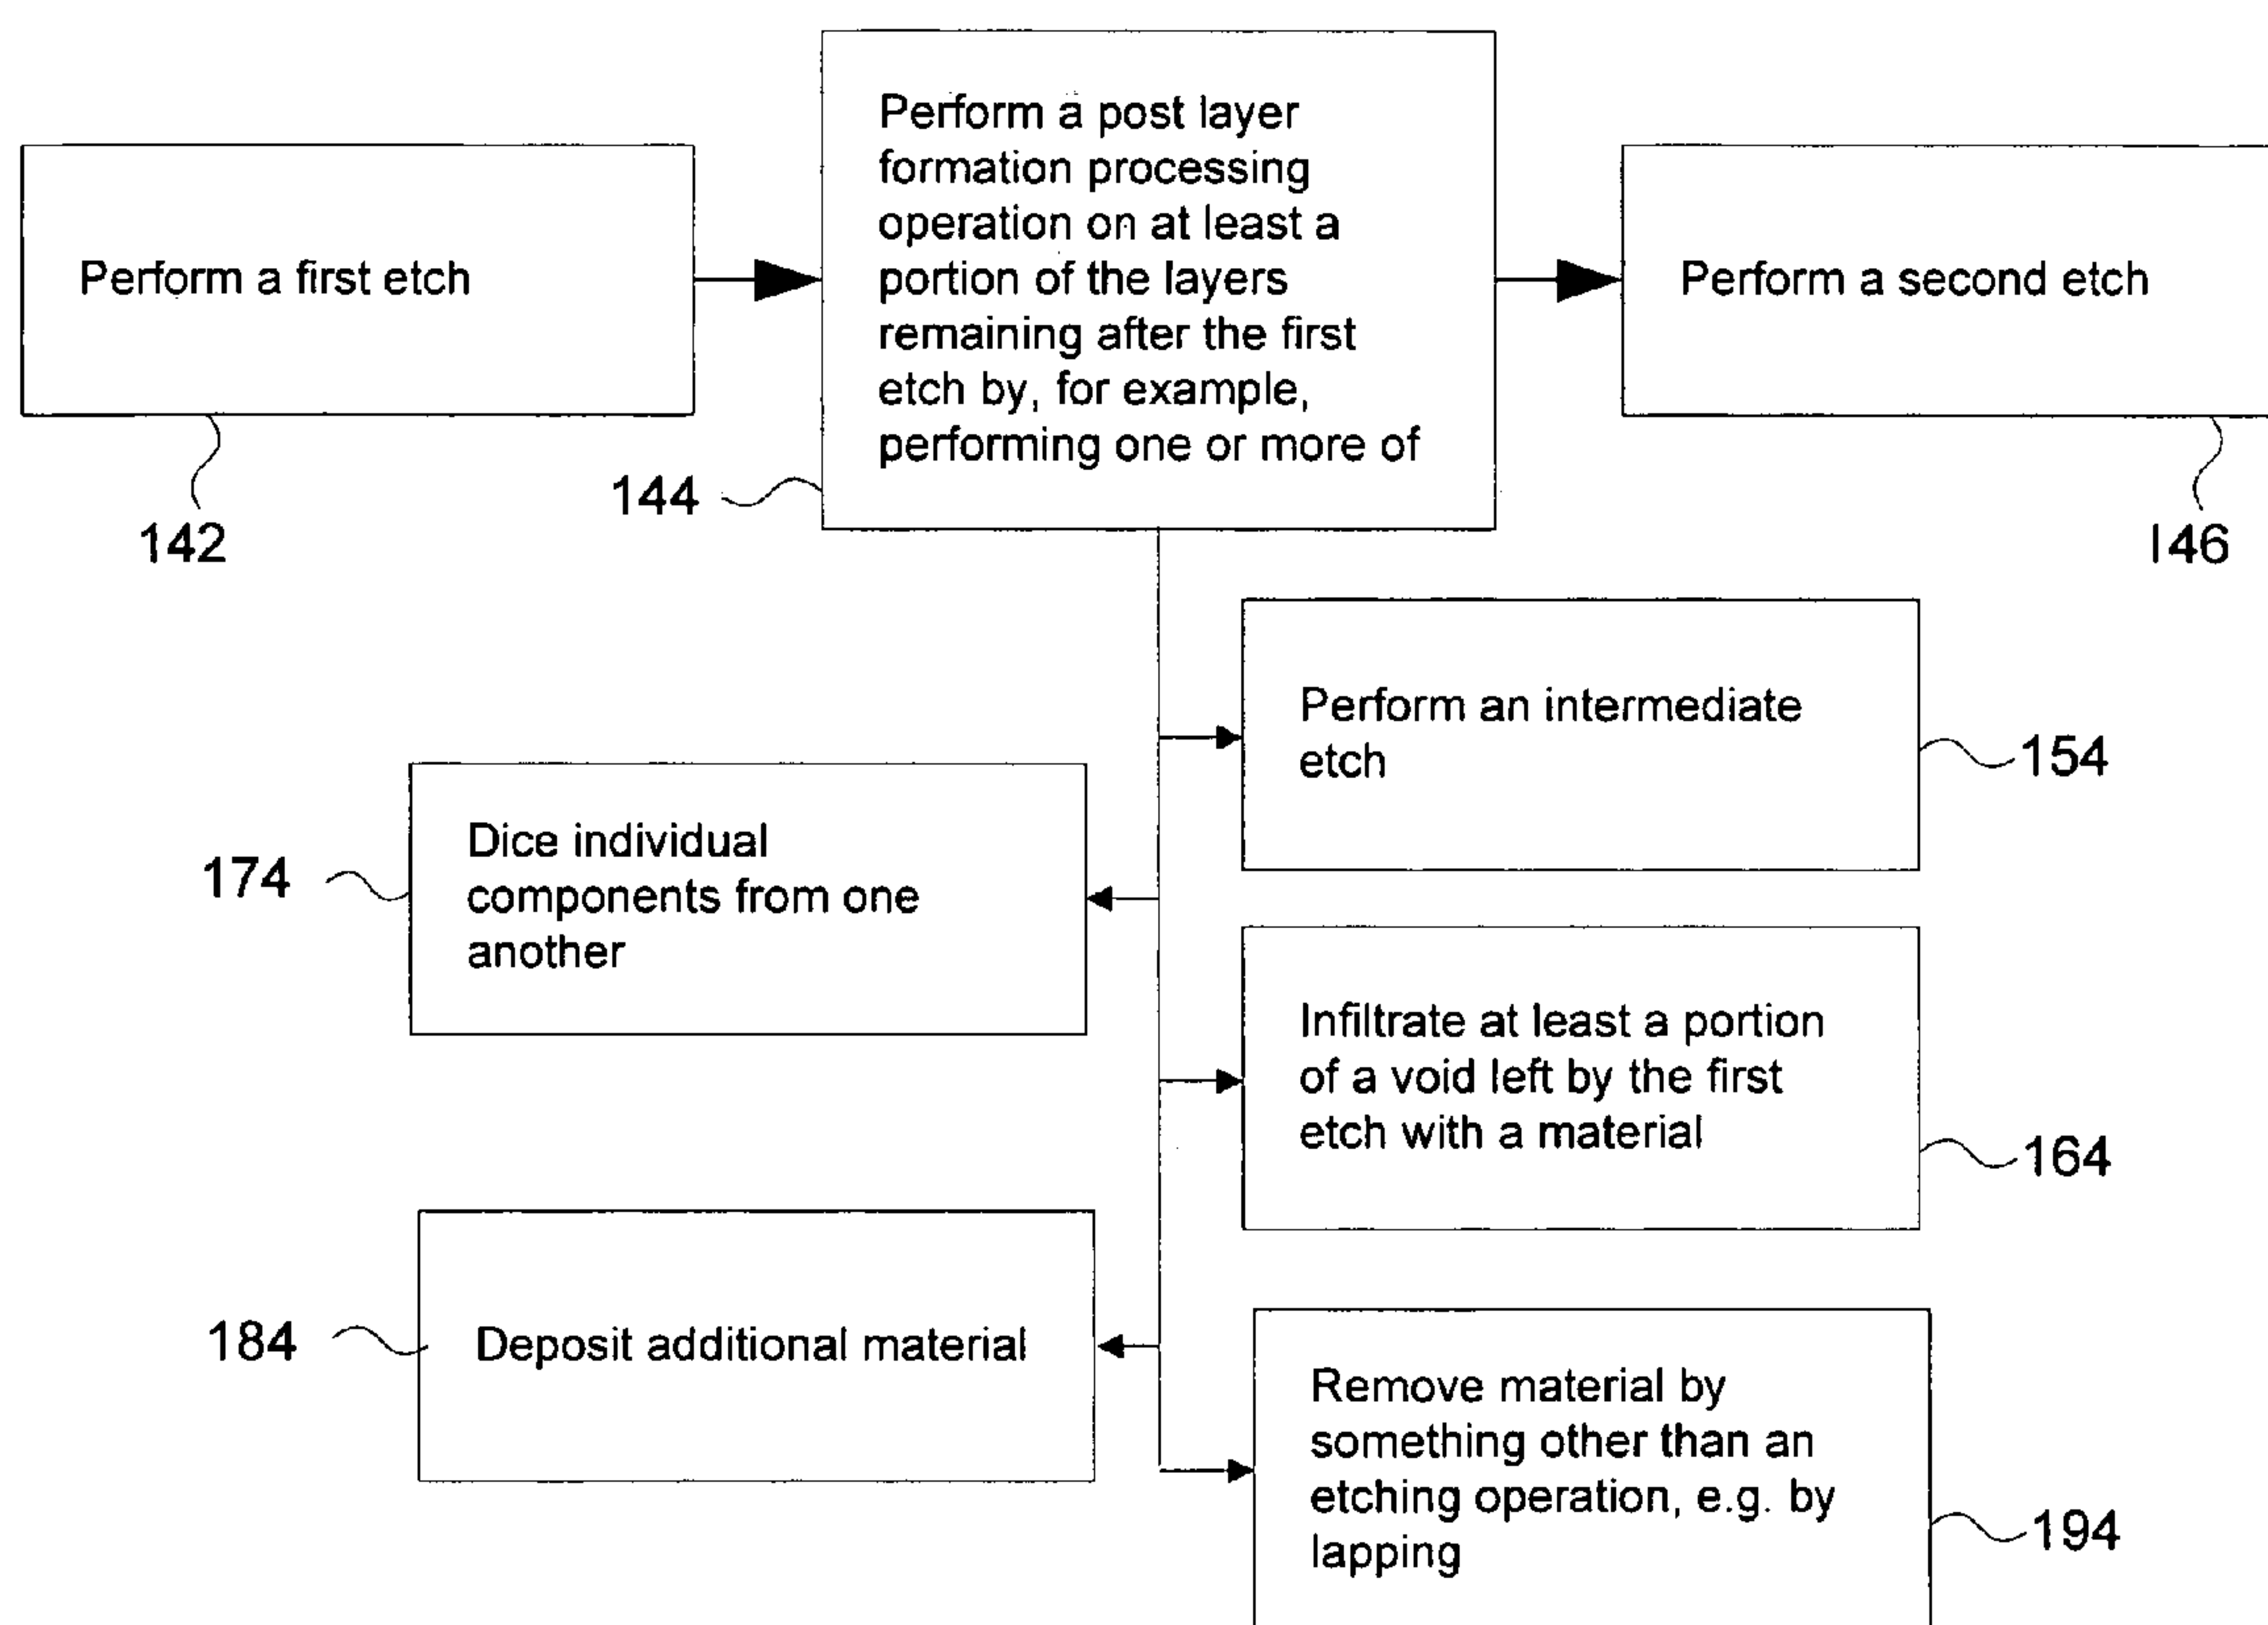 Perform a first etch
142
Perform a post layer
formation processing
operation on at least a
portion of the layers
remaining after the first
etch by, for example,
performing one or more of
144
Perform a second etch
146
Perform an intermediate
etch
154
Dice individual
components from one
another
174
Infiltrate at least a portion
of a void left by the first
etch with a material
164
Deposit additional material
184
Remove material by
something other than an
etching operation, e.g. by
lapping
194